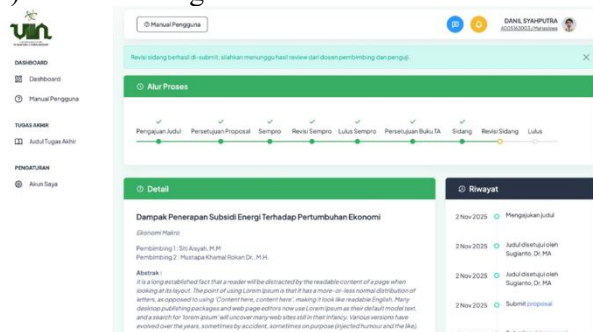 Manual Pengguna
DANIL SYAHPUTRA
4005163003 / Mahasiswa
UIN
DASHBOARD
Dashboard
Manual Pengguna
TUGAS AKHIR
Judul Tugas Akhir
PENGATURAN
Akun Saya
Revisi sidang berhasil di-submit, silahkan menunggu hasil review dari dosen pembimbing dan penguji.
Alur Proses
Pengajuan Judul Persetujuan Proposal Sempro Revisi Sempro Lulus Sempro Persetujuan Buku TA Sidang Revisi Sidang Lulus
Detail
Dampak Penerapan Subsidi Energi Terhadap Pertumbuhan Ekonomi
Ekonomi Makro
Pembimbing 1 : Siti Aisyah, M.M
Pembimbing 2 : Mustapa Khamal Rokan Dr., M.H.
Abstrak :
It is a long established fact that a reader will be distracted by the readable content of a page when
looking at its layout. The point of using Lorem Ipsum is that it has a more-or-less normal distribution of
letters, as opposed to using 'Content here, content here', making it look like readable English. Many
desktop publishing packages and web page editors now use Lorem Ipsum as their default model text,
and a search for 'lorem ipsum' will uncover many web sites still in their infancy. Various versions have
evolved over the years, sometimes by accident, sometimes on purpose (injected humour and the like)
Riwayat
2 Nov 2025 Mengajukan judul
2 Nov 2025 Judul disetujui oleh
Sugianto, Dr, MA
2 Nov 2025 Judul disetujui oleh
Sugianto, Dr, MA
2 Nov 2025 Submit proposal